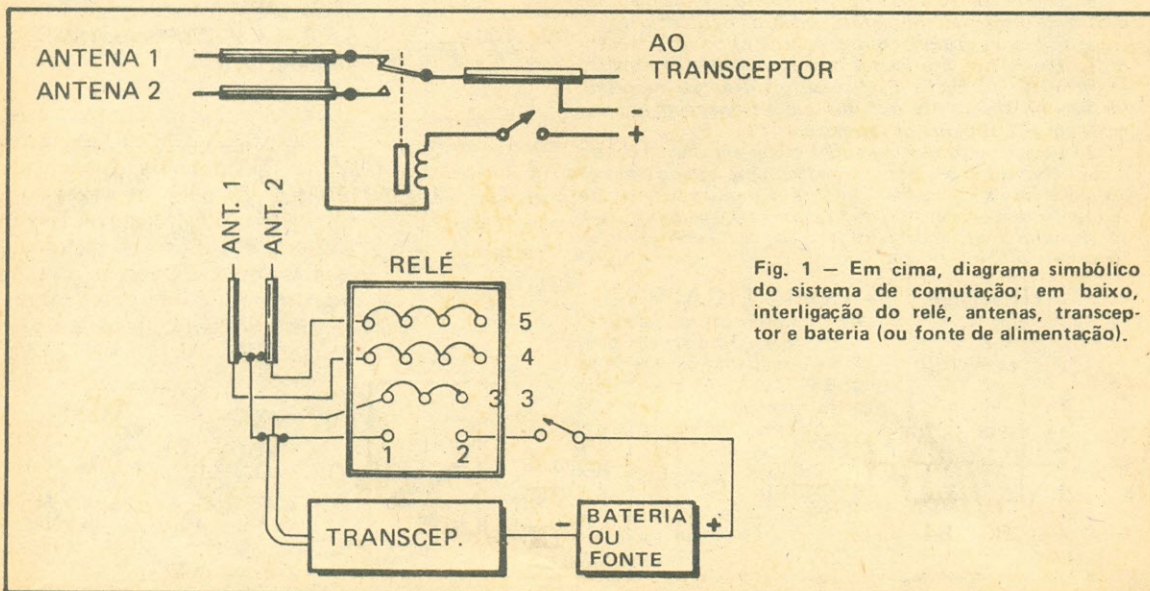 ANTENA 1
ANTENA 2
AO
TRANSCEPTOR
-
+
ANT. 1
ANT. 2
RELÉ
5
4
3 3
1 2
TRANSCEP.
- BATERIA +
OU
FONTE
Fig. 1 — Em cima, diagrama simbólico
do sistema de comutação; em baixo,
interligação do relé, antenas, transcep-
tor e bateria (ou fonte de alimentação).